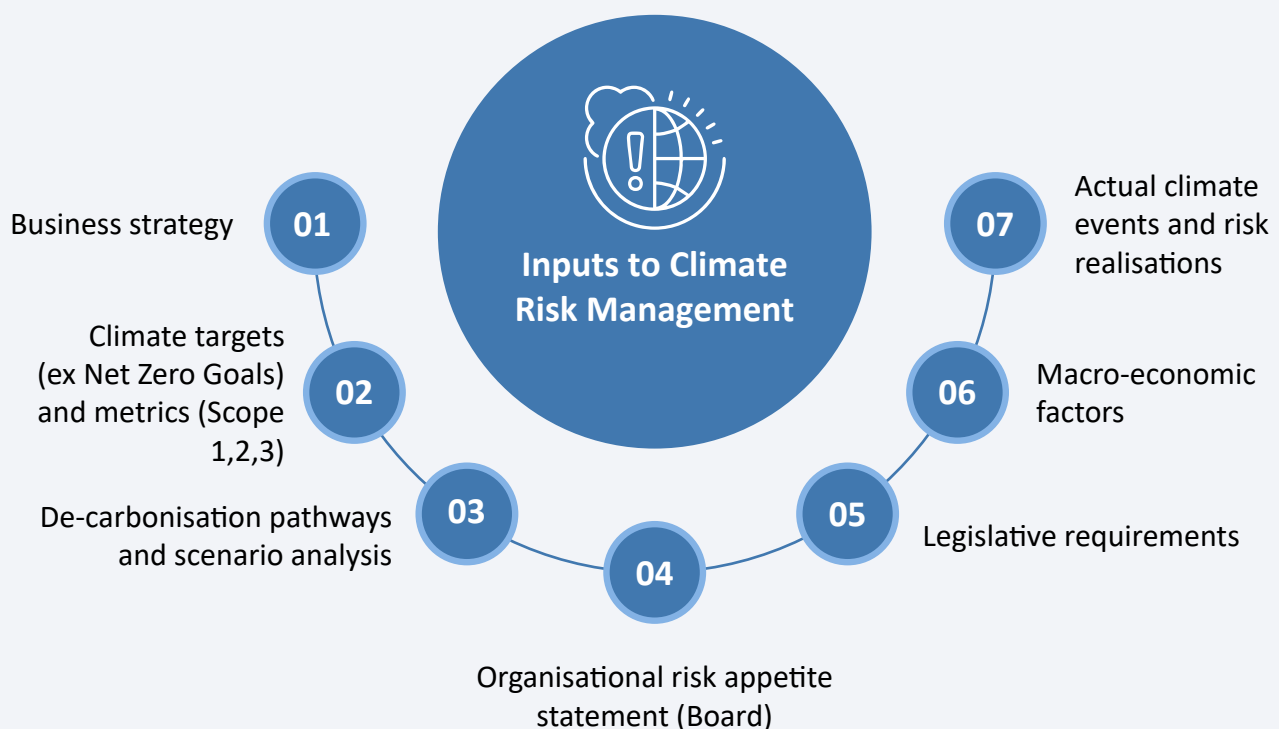 Inputs to Climate
Risk Management
01
Business strategy
02
Climate targets
(ex Net Zero Goals)
and metrics (Scope
1,2,3)
03
De-carbonisation pathways
and scenario analysis
04
Organisational risk appetite
statement (Board)
05
Legislative requirements
06
Macro-economic
factors
07
Actual climate
events and risk
realisations